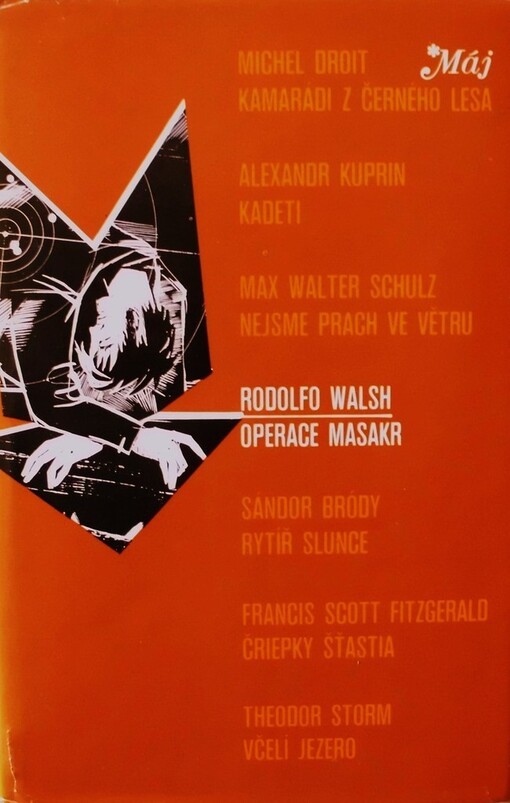 MICHEL DROIT
Máj
KAMARÁDI Z ČERNÉHO LESA
ALEXANDR KUPRIN
KADETI
MAX WALTER SCHULZ
NEJSME PRACH VE VĚTRU
RODOLFO WALSH
OPERACE MASAKR
SÁNDOR BRÓDY
RYTÍŘ SLUNCE
FRANCIS SCOTT FITZGERALD
ČRIEPKY ŠŤASTIA
THEODOR STORM
VČELÍ JEZERO